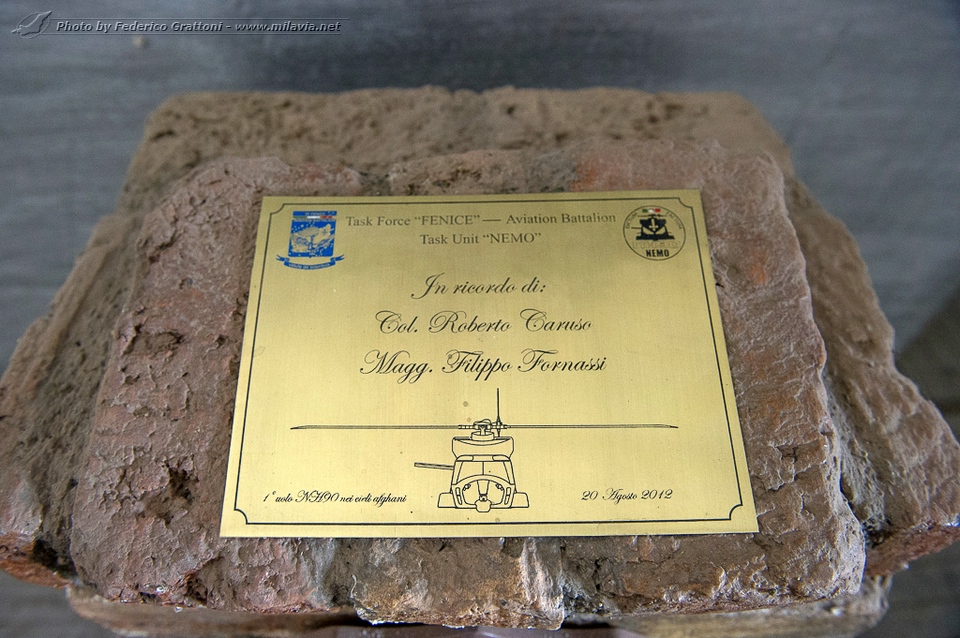 Photo by Federico Grattoni - www.milavia.net
Task Force “FENICE” — Aviation Battalion
Task Unit “NEMO”
NEMO
In ricordo di:
Col. Roberto Caruso
Magg. Filippo Fornassi
1° volo NH90 nei cieli afghani
20 Agosto 2012